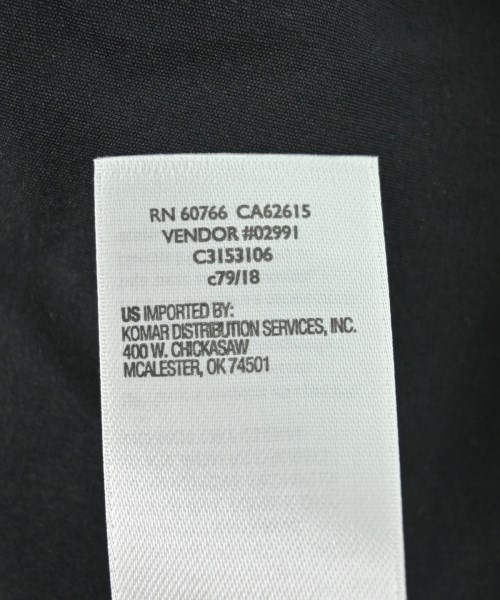 RN 60766 CA62615
VENDOR #02991
C3153106
c79/18
US IMPORTED BY:
KOMAR DISTRIBUTION SERVICES, INC.
400 W. CHICKASAW
MCALESTER, OK 74501